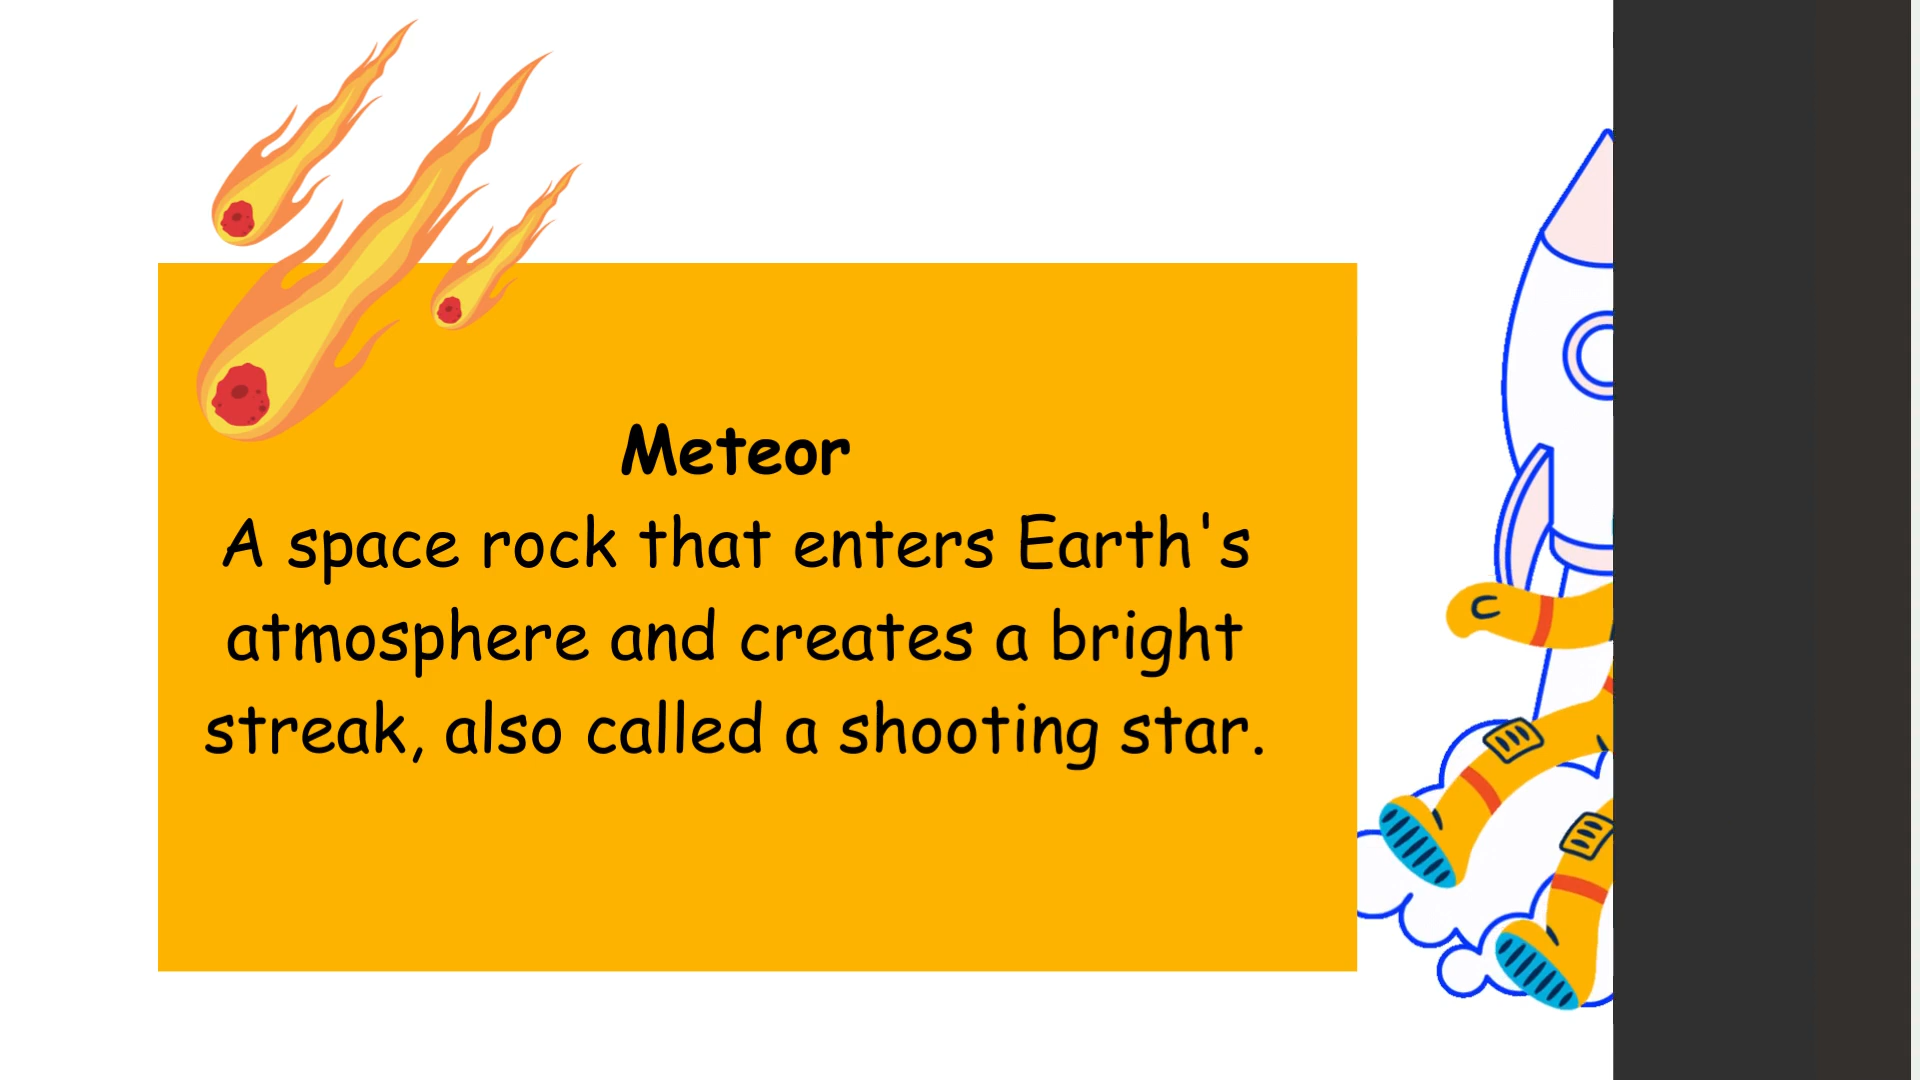 Meteor
A space rock that enters Earth's
atmosphere and creates a bright
streak, also called a shooting star.